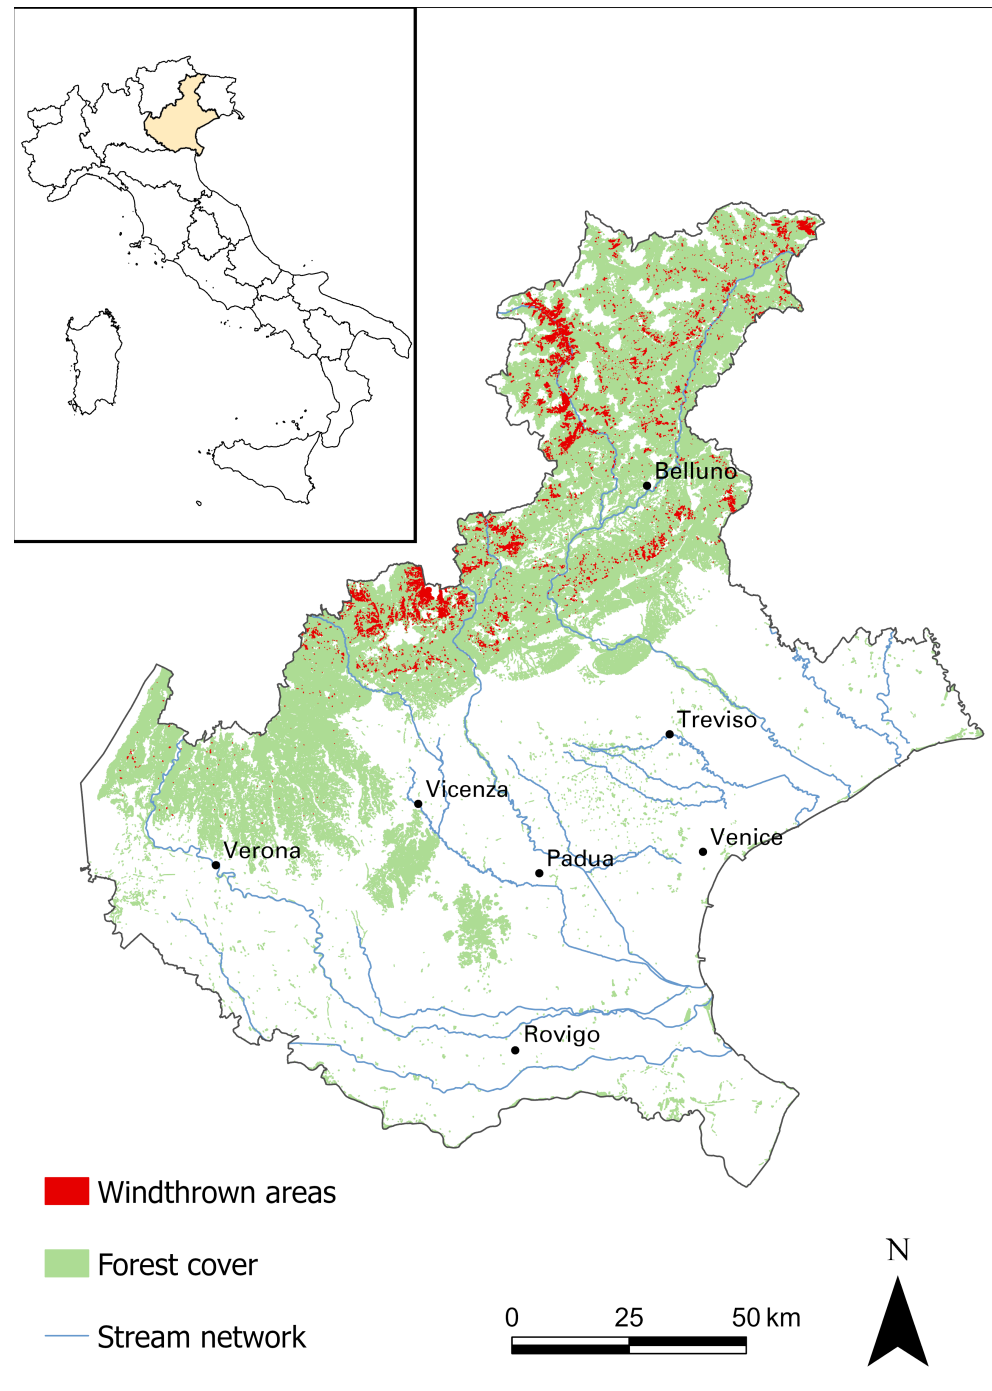 Belluno
Treviso
Vicenza
Venice
Verona
Padua
Rovigo
Windthrown areas
Forest cover
Stream network
N
0 25 50 km